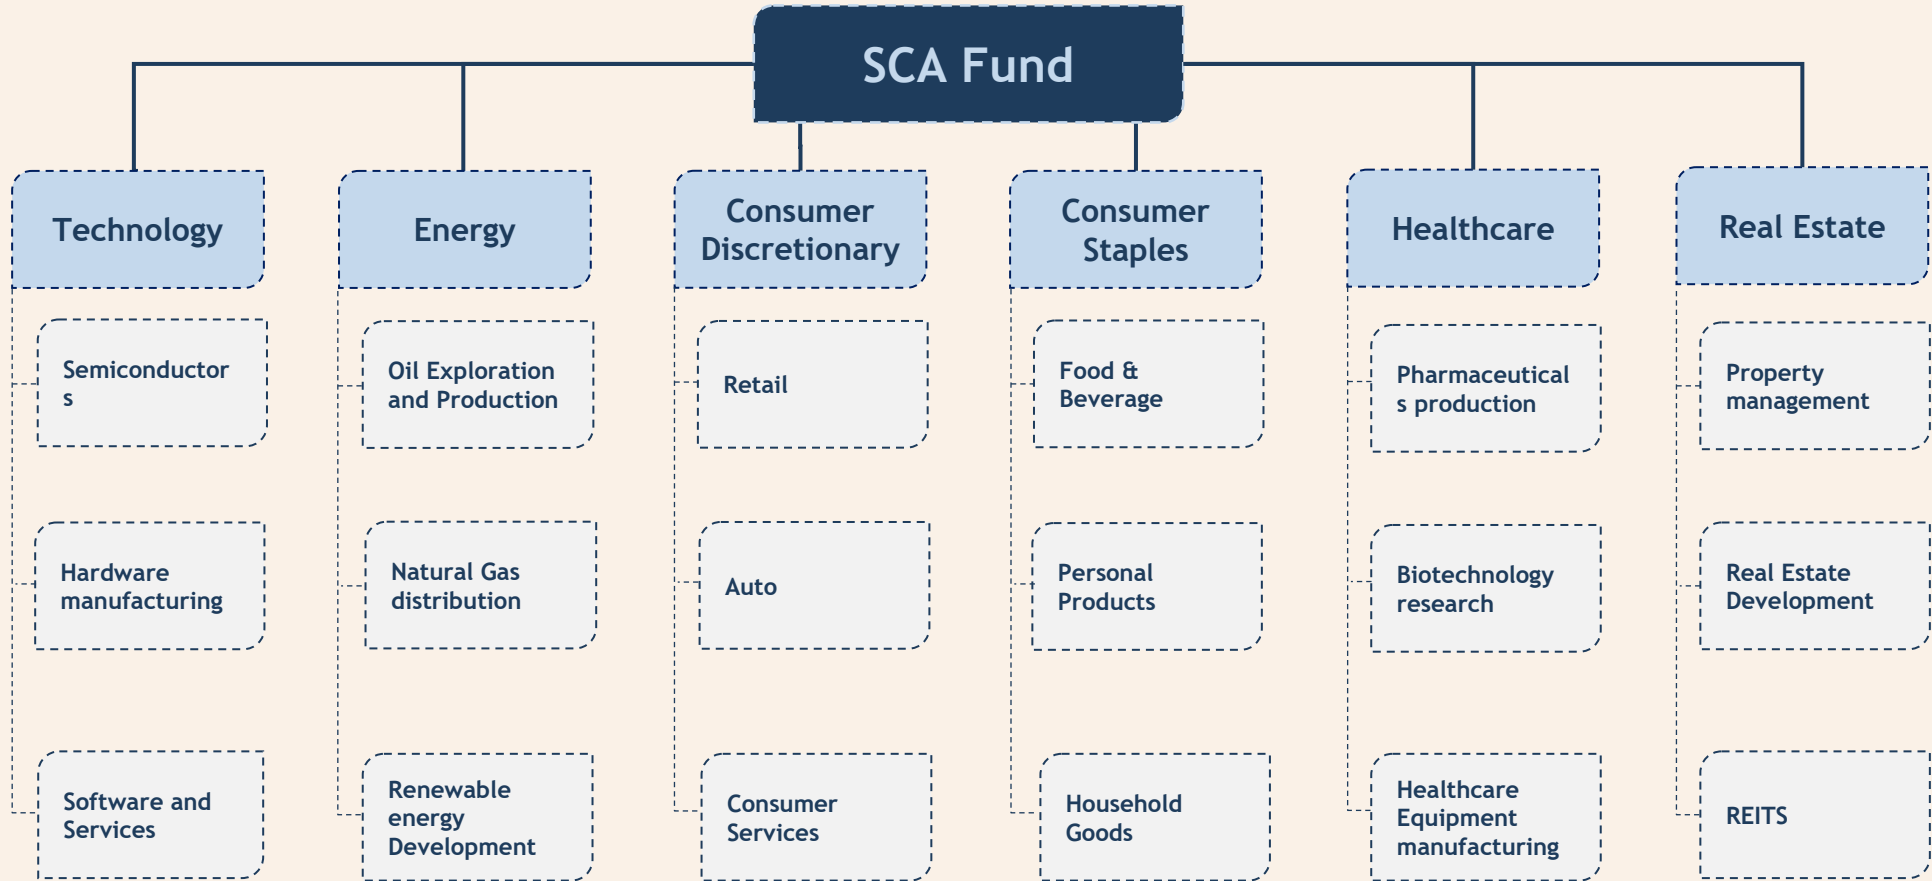 SCA Fund
Technology
Energy
Consumer
Discretionary
Consumer
Staples
Healthcare
Real Estate
Semiconductor
s
Oil Exploration
and Production
Retail
Food &
Beverage
Pharmaceutical
s production
Property
management
Hardware
manufacturing
Natural Gas
distribution
Auto
Personal
Products
Biotechnology
research
Real Estate
Development
Software and
Services
Renewable
energy
Development
Consumer
Services
Household
Goods
Healthcare
Equipment
manufacturing
REITS